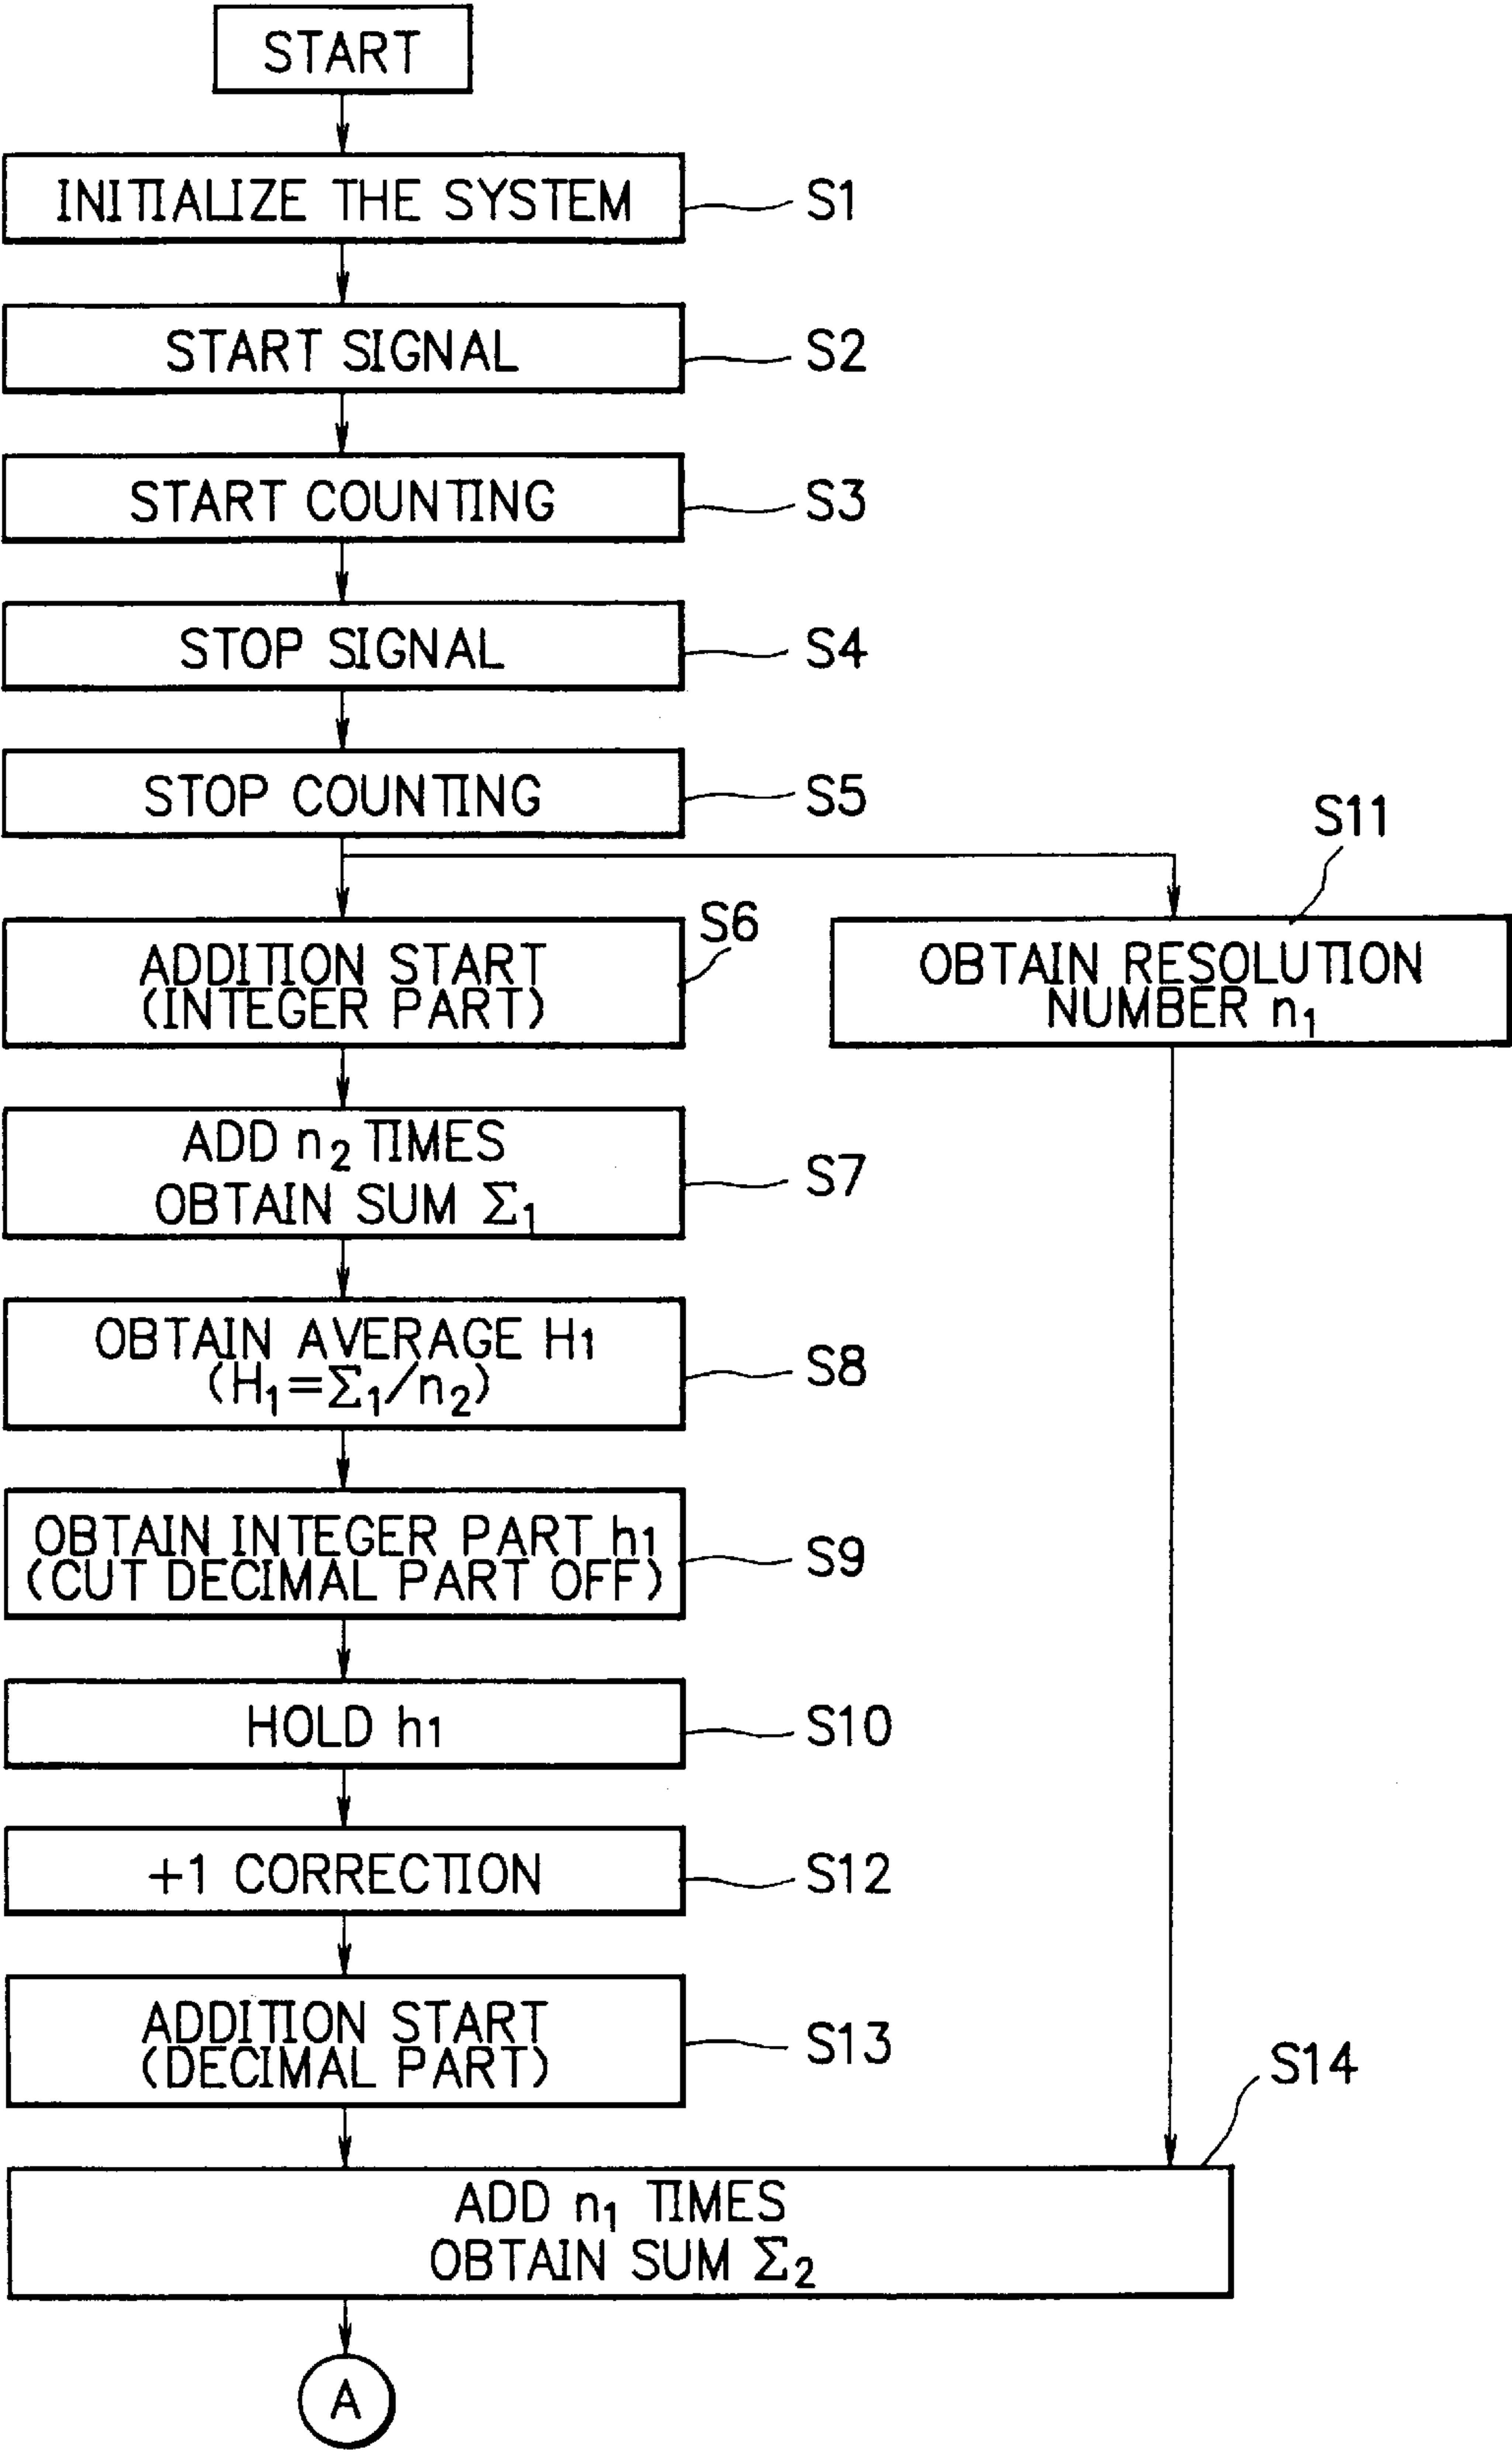 START
INITIALIZE THE SYSTEM
S1
START SIGNAL
S2
START COUNTING
S3
STOP SIGNAL
S4
STOP COUNTING
S5
S11
S6
ADDITION START
(INTEGER PART)
OBTAIN RESOLUTION
NUMBER n₁
ADD n₂ TIMES
OBTAIN SUM Σ₁
S7
OBTAIN AVERAGE H₁
(H₁=Σ₁/n₂)
S8
OBTAIN INTEGER PART h₁
(CUT DECIMAL PART OFF)
S9
HOLD h₁
S10
+1 CORRECTION
S12
ADDITION START
(DECIMAL PART)
S13
S14
ADD n₁ TIMES
OBTAIN SUM Σ₂
A